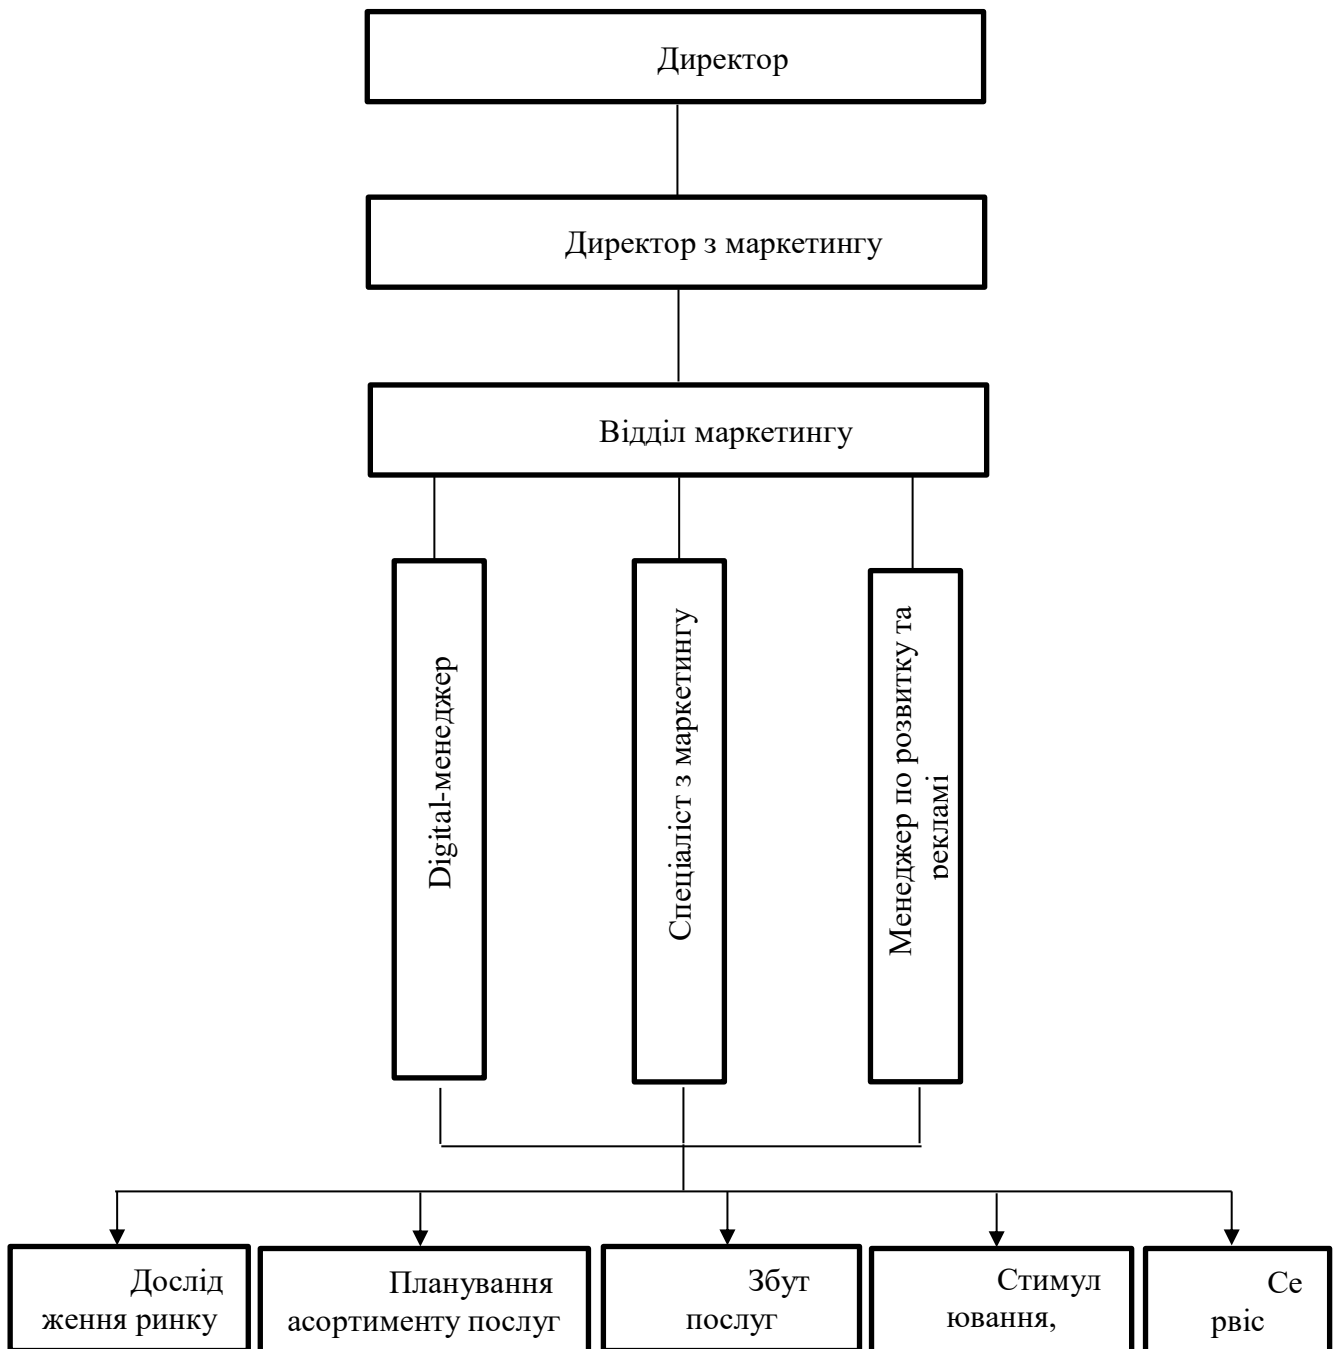 Директор
Директор з маркетингу
Відділ маркетингу
Digital-менеджер
Спеціаліст з маркетингу
Менеджер по розвитку та
рекламі
Дослід
ження ринку
Планування
асортименту послуг
Збут
послуг
Стимул
ювання,
Се
рвіс